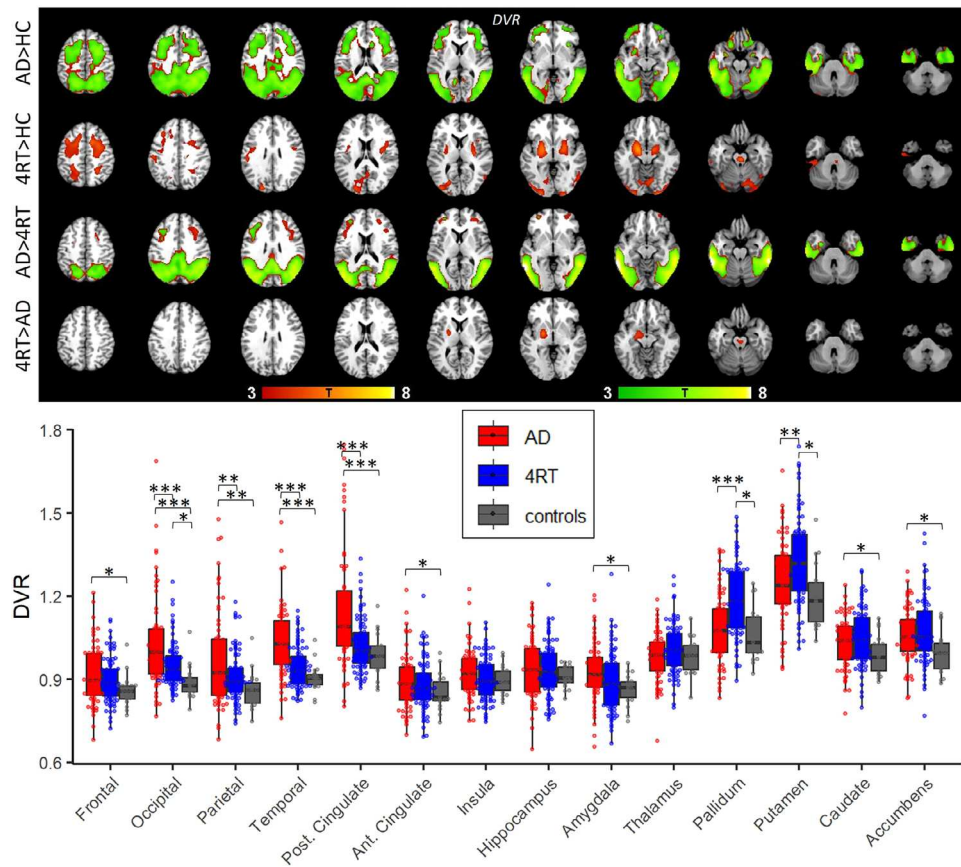 DVR
AD>HC
4RT>HC
AD>4RT
4RT>AD
3 T 8 3 T 8
DVR
1.8
1.5
1.2
0.9
0.6
AD
4RT
controls
*
***
***
*
**
**
***
***
***
***
*
*
***
*
**
*
*
*
Frontal
Occipital
Parietal
Temporal
Post. Cingulate
Ant. Cingulate
Insula
Hippocampus
Amygdala
Thalamus
Pallidum
Putamen
Caudate
Accumbens